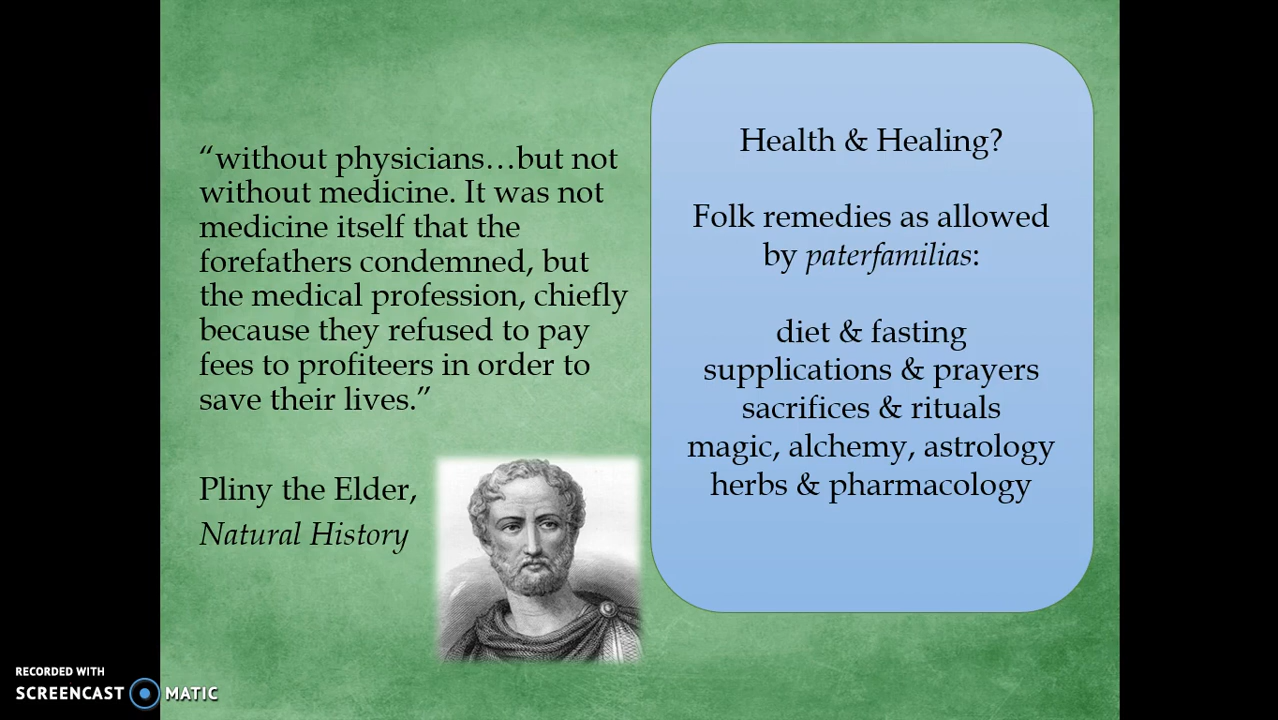 “without physicians…but not
without medicine. It was not
medicine itself that the
forefathers condemned, but
the medical profession, chiefly
because they refused to pay
fees to profiteers in order to
save their lives.”
Pliny the Elder,
Natural History
Health & Healing?
Folk remedies as allowed
by paterfamilias:
diet & fasting
supplications & prayers
sacrifices & rituals
magic, alchemy, astrology
herbs & pharmacology
RECORDED WITH
SCREENCAST MATIC